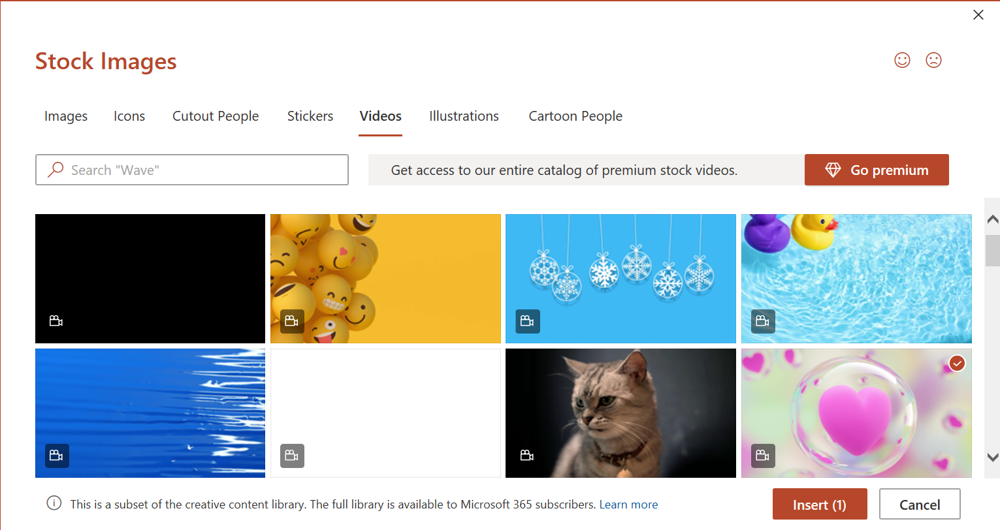 Stock Images
Images Icons Cutout People Stickers Videos Illustrations Cartoon People
Search "Wave"
Get access to our entire catalog of premium stock videos.
Go premium
This is a subset of the creative content library. The full library is available to Microsoft 365 subscribers. Learn more
Insert (1)
Cancel